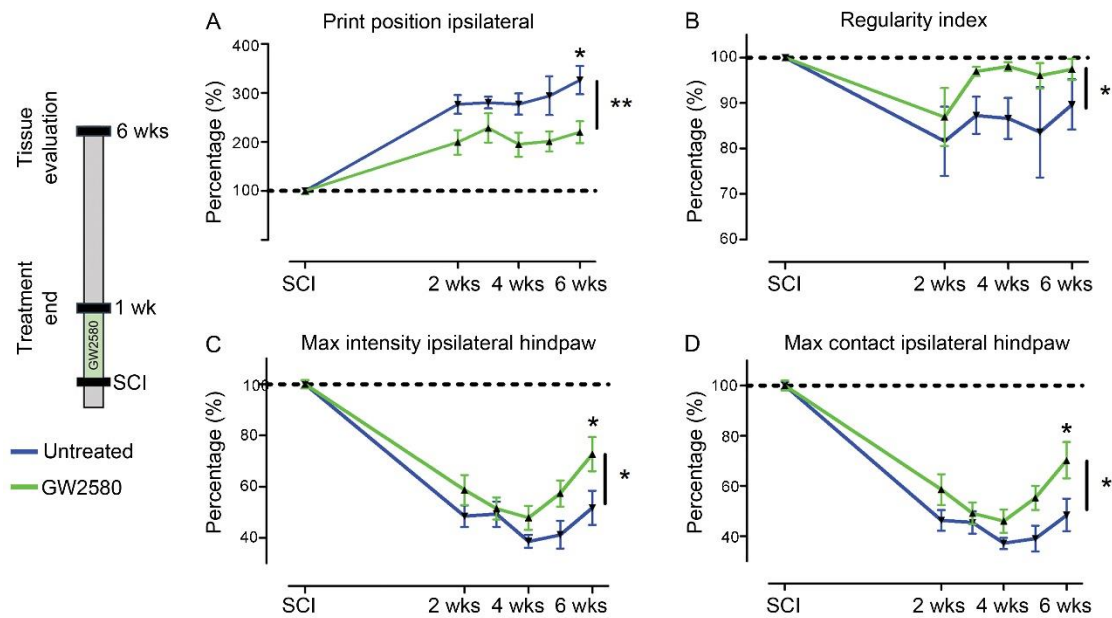 Tissue
evaluation
6 wks
Treatment
end
1 wk
GW2580
SCI
Untreated
GW2580
A
Print position ipsilateral
Percentage (%)
400
300
200
100
*
**
SCI
2 wks
4 wks
6 wks
B
Regularity index
Percentage (%)
100
90
80
70
60
*
SCI
2 wks
4 wks
6 wks
C
Max intensity ipsilateral hindpaw
Percentage (%)
100
80
60
40
*
*
SCI
2 wks
4 wks
6 wks
D
Max contact ipsilateral hindpaw
Percentage (%)
100
80
60
40
*
*
SCI
2 wks
4 wks
6 wks